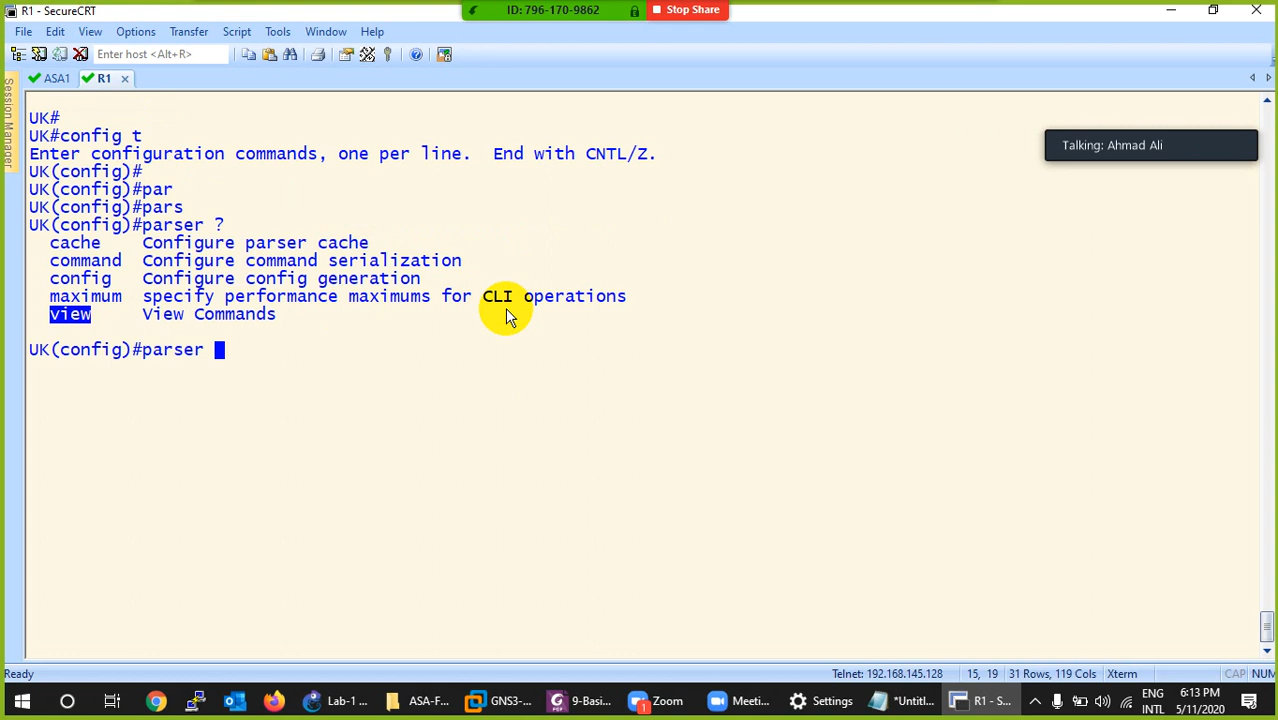 R1 - SecureCRT
ID: 796-170-9862
Stop Share
File Edit View Options Transfer Script Tools Window Help
Enter host <Alt+R>
Session Manager
ASA1
R1
UK#
UK#config t
Enter configuration commands, one per line.  End with CNTL/Z.
UK(config)#
UK(config)#par
UK(config)#pars
UK(config)#parser ?
cache Configure parser cache
command Configure command serialization
config Configure config generation
maximum specify performance maximums for CLI operations
view View Commands
UK(config)#parser
Talking: Ahmad Ali
Ready
Telnet: 192.168.145.128 15, 19 31 Rows, 119 Cols Xterm CAP NUM
Lab-1 ... ASA-F... GNS3-... 9-Basi... Zoom Meeti... Settings *Untitl... R1 - S...
1
ENG
INTL
6:13 PM
5/11/2020